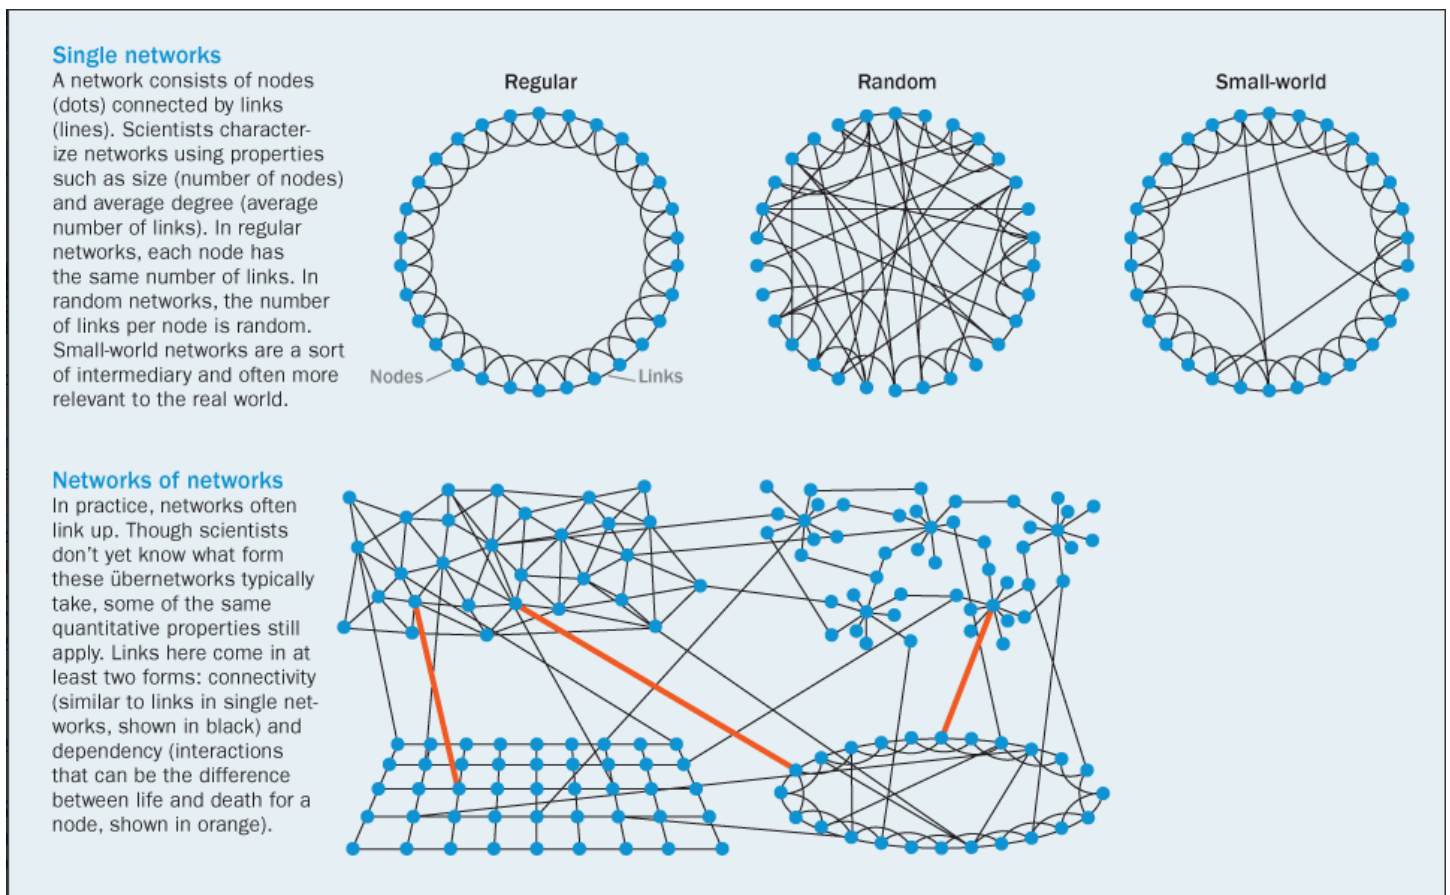 Single networks
A network consists of nodes
(dots) connected by links
(lines). Scientists character-
ize networks using properties
such as size (number of nodes)
and average degree (average
number of links). In regular
networks, each node has
the same number of links. In
random networks, the number
of links per node is random.
Small-world networks are a sort
of intermediary and often more
relevant to the real world.
Regular
Random
Small-world
Nodes
Links
Networks of networks
In practice, networks often
link up. Though scientists
don’t yet know what form
these übernetworks typically
take, some of the same
quantitative properties still
apply. Links here come in at
least two forms: connectivity
(similar to links in single net-
works, shown in black) and
dependency (interactions
that can be the difference
between life and death for a
node, shown in orange).